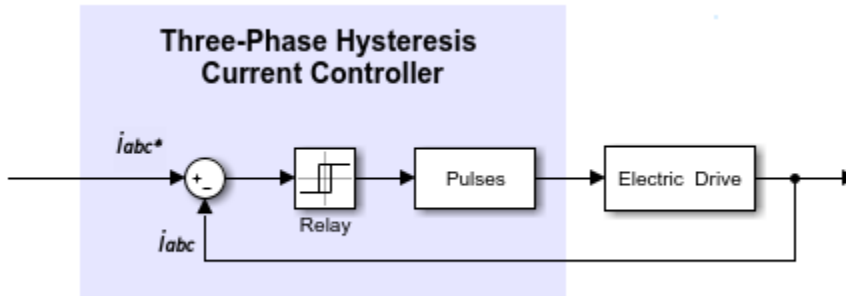 Three-Phase Hysteresis
Current Controller
iabc*
+
-
Relay
Pulses
Electric Drive
iabc